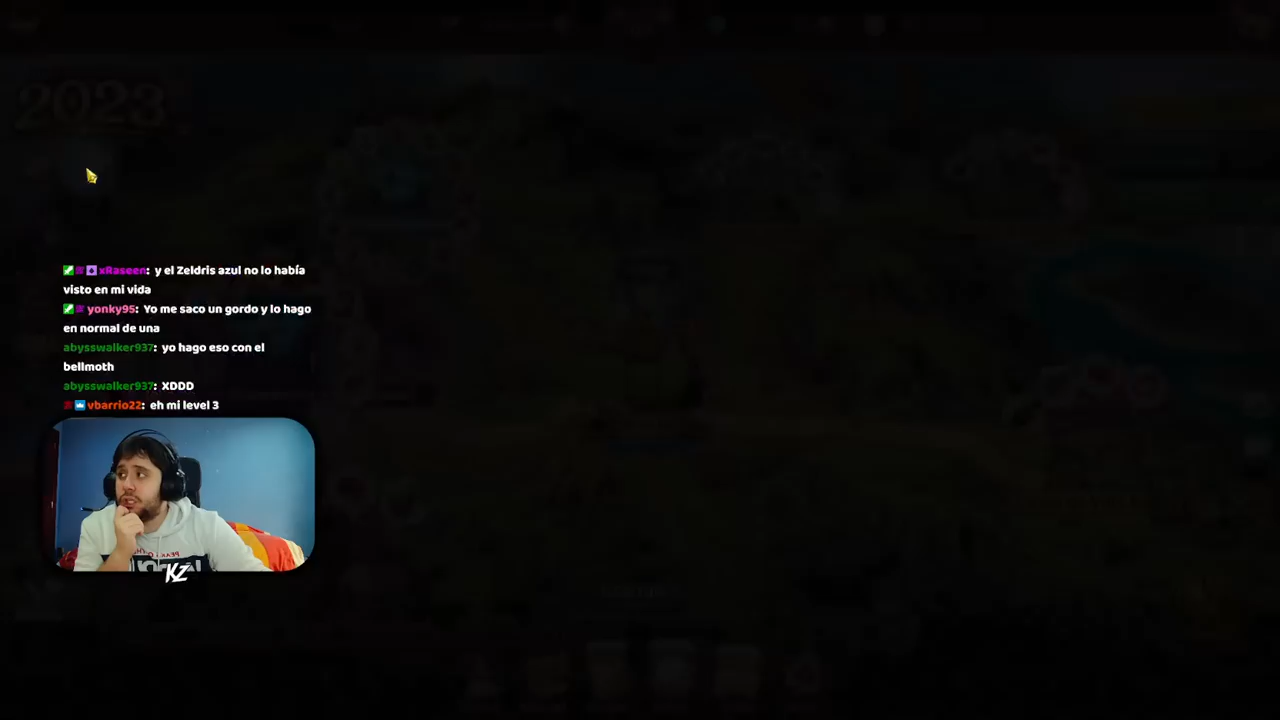 2023
xRaseen: y el Zeldris azul no lo había
visto en mi vida
yonky95: Yo me saco un gordo y lo hago
en normal de una
abysswalker937: yo hago eso con el
bellmoth
abysswalker937: XDDD
vbarrio22: eh mi level 3
KZ